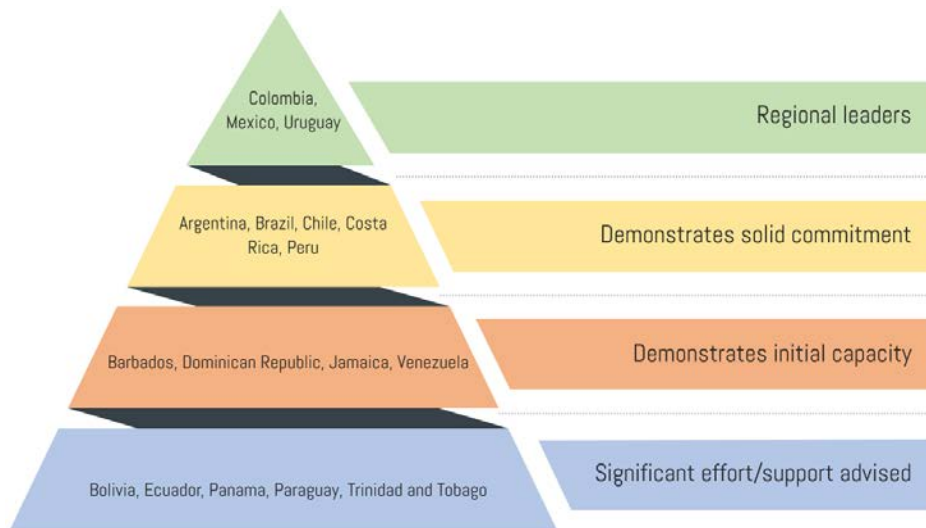 Colombia,
Mexico, Uruguay
Regional leaders
Argentina, Brazil, Chile, Costa
Rica, Peru
Demonstrates solid commitment
Barbados, Dominican Republic, Jamaica, Venezuela
Demonstrates initial capacity
Bolivia, Ecuador, Panama, Paraguay, Trinidad and Tobago
Significant effort/support advised